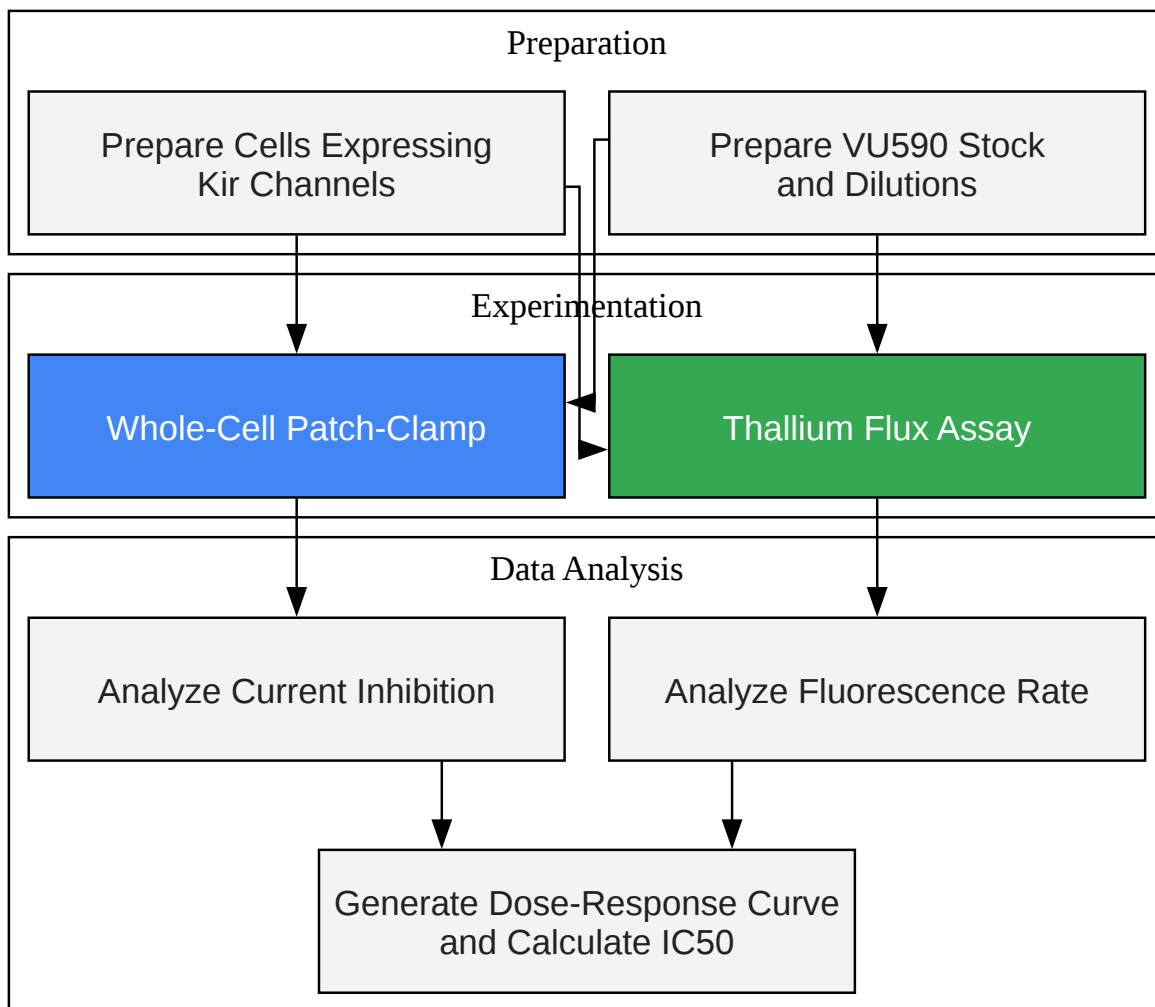 Preparation
Prepare Cells Expressing
Kir Channels
Prepare VU590 Stock
and Dilutions
Experimentation
Whole-Cell Patch-Clamp
Thallium Flux Assay
Data Analysis
Analyze Current Inhibition
Analyze Fluorescence Rate
Generate Dose-Response Curve
and Calculate IC50